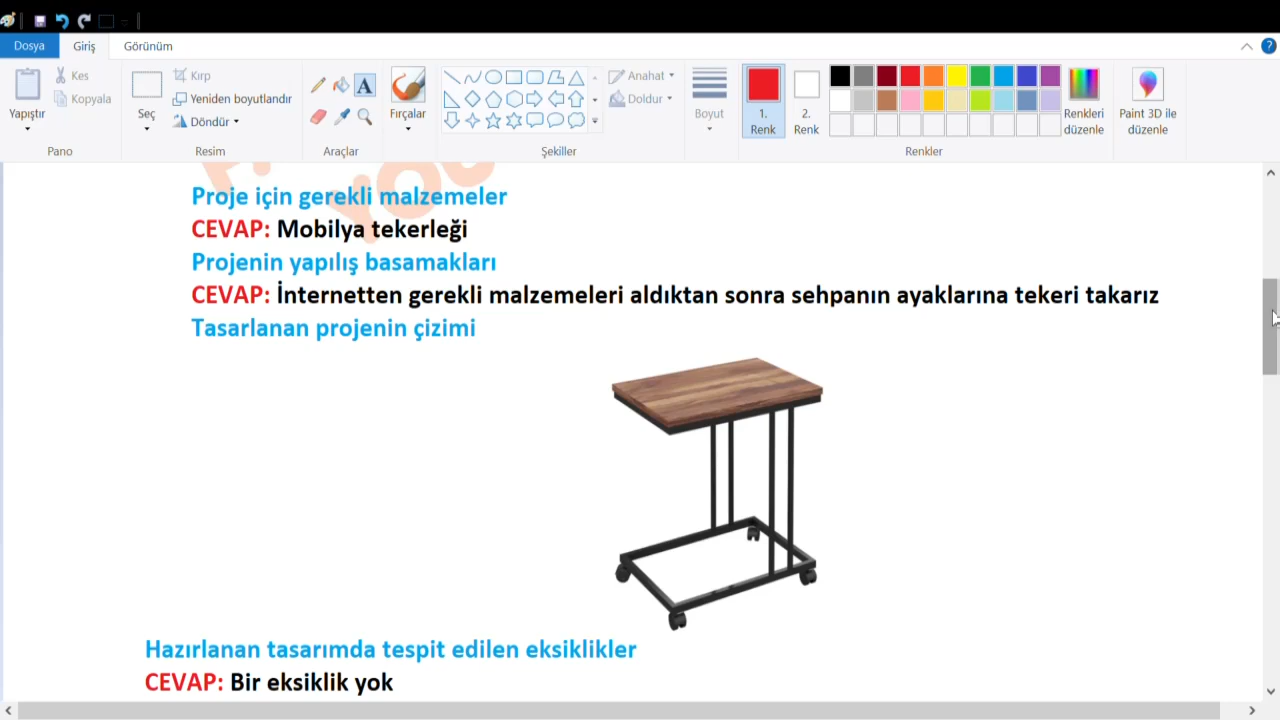 Dosya Giriş Görünüm
Yapıştır
Kes
Kopyala
Pano
Seç
Kırp
Yeniden boyutlandır
Döndür
Resim
A
Araçlar
Fırçalar
Anahat
Doldur
Şekiller
Boyut
1.
Renk
2.
Renk
Renkleri
düzenle
Renkler
Paint 3D ile
düzenle
?
Proje için gerekli malzemeler
CEVAP: Mobilya tekerleği
Projenin yapılış basamakları
CEVAP: İnternetten gerekli malzemeleri aldıktan sonra sehpanın ayaklarına tekeri takarız
Tasarlanan projenin çizimi
Hazırlanan tasarımda tespit edilen eksiklikler
CEVAP: Bir eksiklik yok